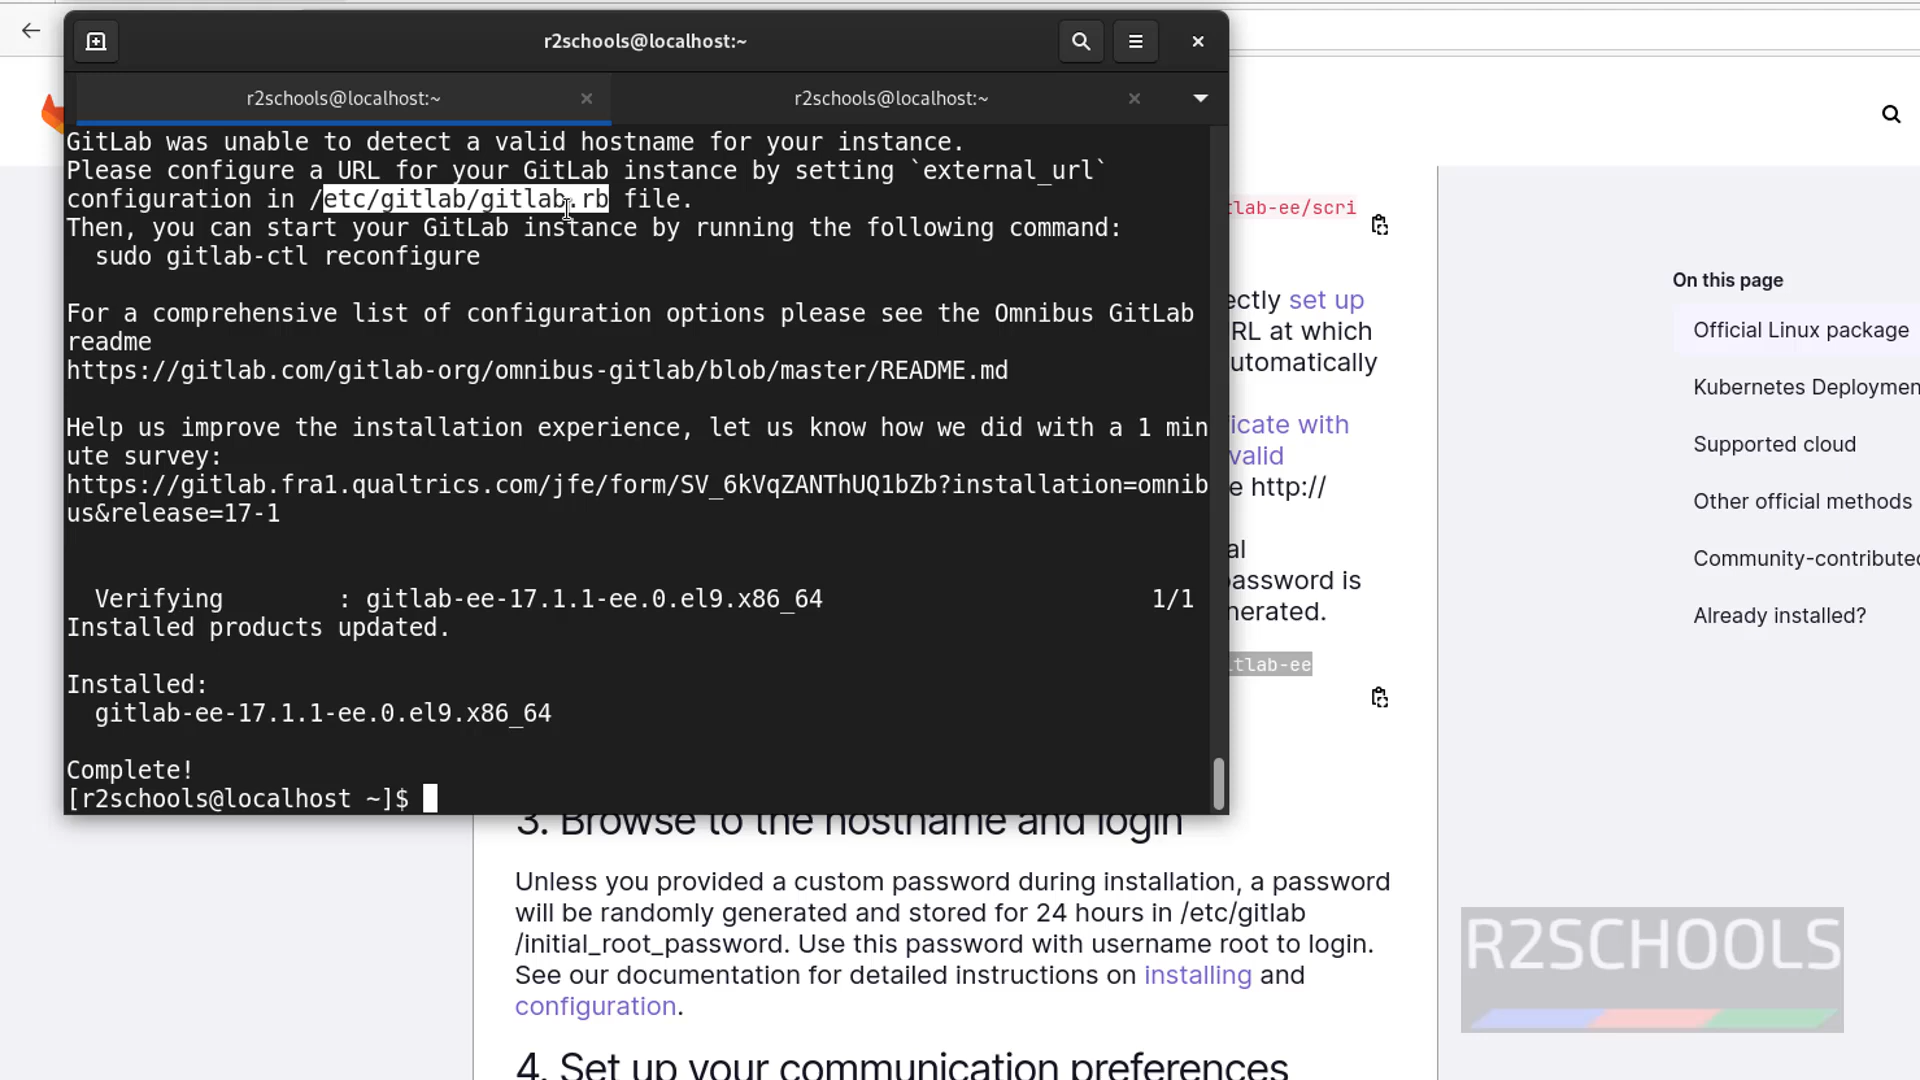 r2schools@localhost:~
r2schools@localhost:~
r2schools@localhost:~
GitLab was unable to detect a valid hostname for your instance.
Please configure a URL for your GitLab instance by setting `external_url`
configuration in /etc/gitlab/gitlab.rb file.
Then, you can start your GitLab instance by running the following command:
sudo gitlab-ctl reconfigure
For a comprehensive list of configuration options please see the Omnibus GitLab
readme
https://gitlab.com/gitlab-org/omnibus-gitlab/blob/master/README.md
Help us improve the installation experience, let us know how we did with a 1 min
ute survey:
https://gitlab.fra1.qualtrics.com/jfe/form/SV_6kVqZANThUQ1bZb?installation=omnib
us&release=17-1
Verifying : gitlab-ee-17.1.1-ee.0.el9.x86_64 1/1
Installed products updated.
Installed:
gitlab-ee-17.1.1-ee.0.el9.x86_64
Complete!
[r2schools@localhost ~]$
tlab-ee/scri
ectly set up
RL at which
utomatically
icate with
valid
e http://
al
password is
nerated.
itlab-ee
3. Browse to the hostname and login
Unless you provided a custom password during installation, a password
will be randomly generated and stored for 24 hours in /etc/gitlab
/initial_root_password. Use this password with username root to login.
See our documentation for detailed instructions on installing and
configuration.
4. Set up your communication preferences
On this page
Official Linux package
Kubernetes Deploymen
Supported cloud
Other official methods
Community-contributed
Already installed?
R2SCHOOLS